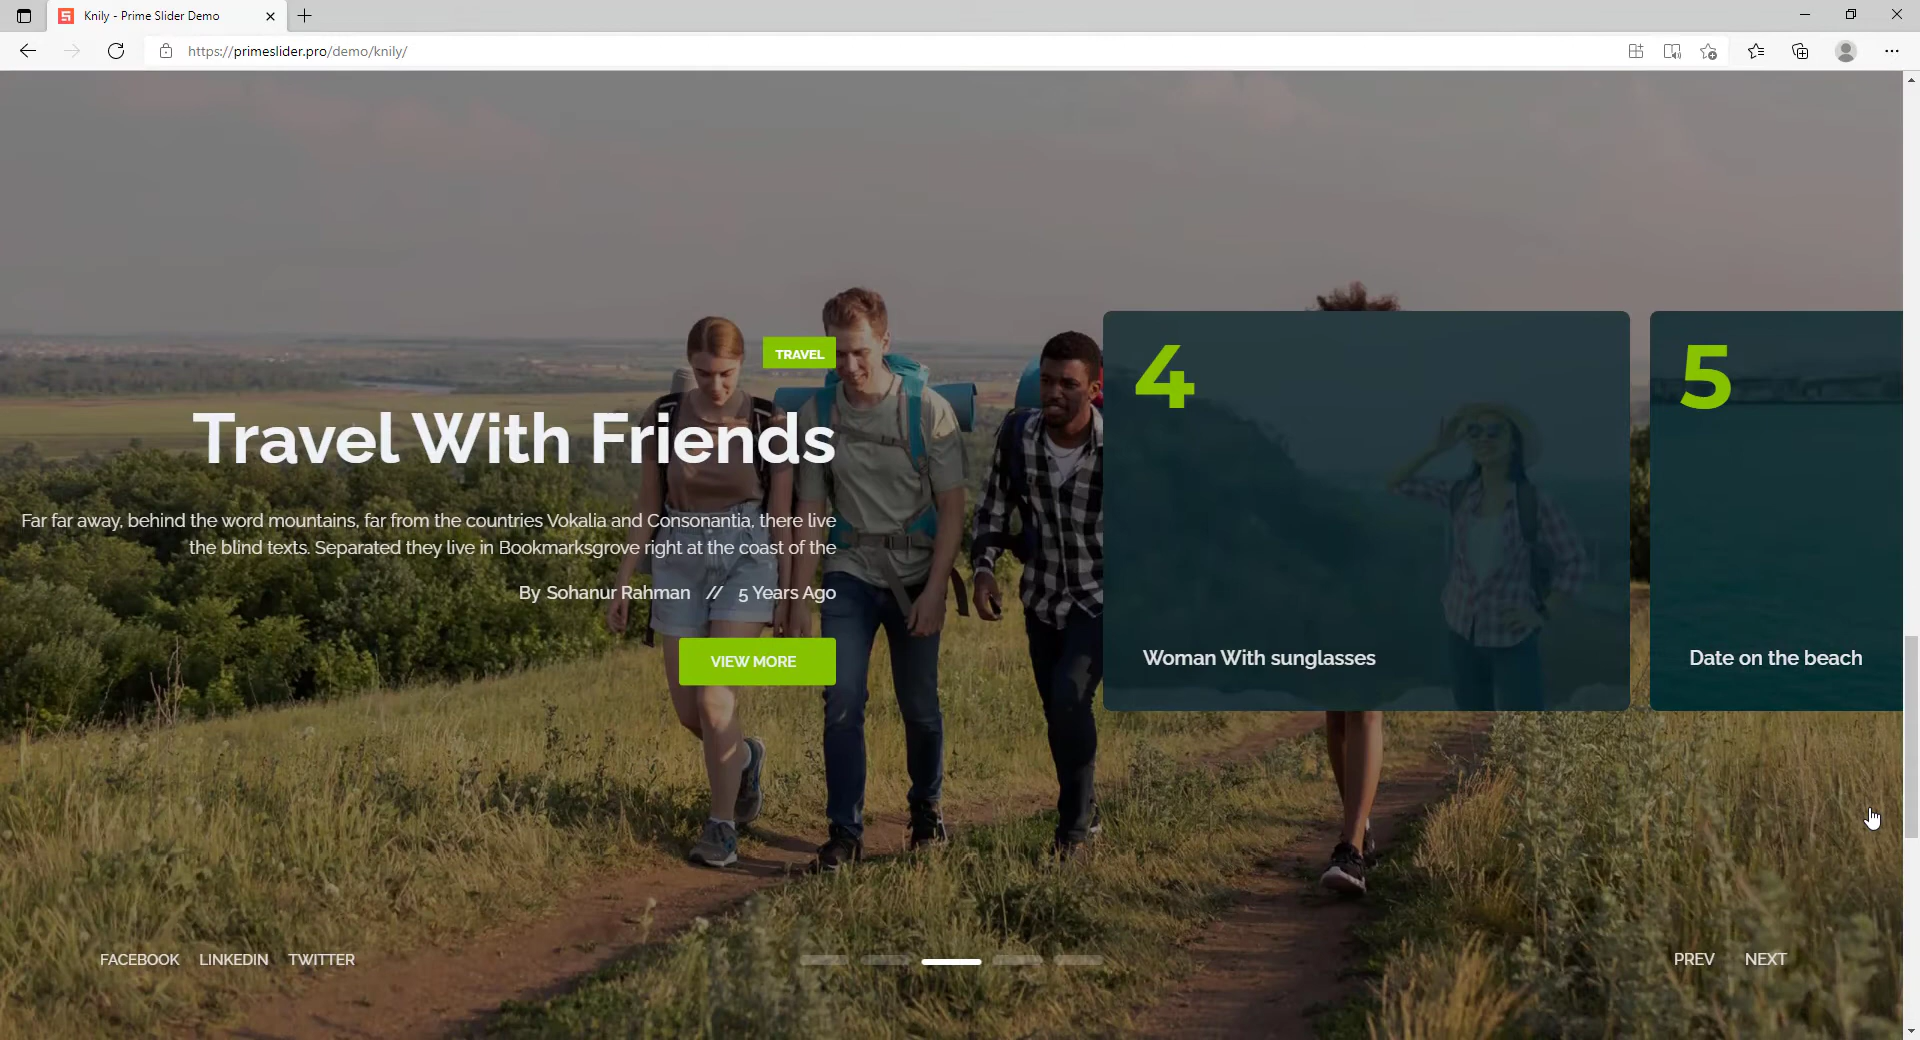 Knily - Prime Slider Demo
https://primeslider.pro/demo/knily/
TRAVEL
Travel With Friends
Far far away, behind the word mountains, far from the countries Vokalia and Consonantia, there live
the blind texts. Separated they live in Bookmarksgrove right at the coast of the
By Sohanur Rahman // 5 Years Ago
VIEW MORE
4
Woman With sunglasses
5
Date on the beach
FACEBOOK LINKEDIN TWITTER
PREV NEXT